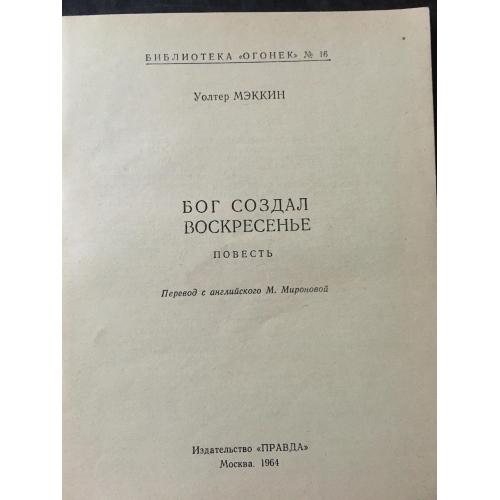 БИБЛИОТЕКА «ОГОНЕК» № 16
Уолтер МЭККИН
БОГ СОЗДАЛ
ВОСКРЕСЕНЬЕ
ПОВЕСТЬ
Перевод с английского М. Мироновой
Издательство «ПРАВДА»
Москва. 1964